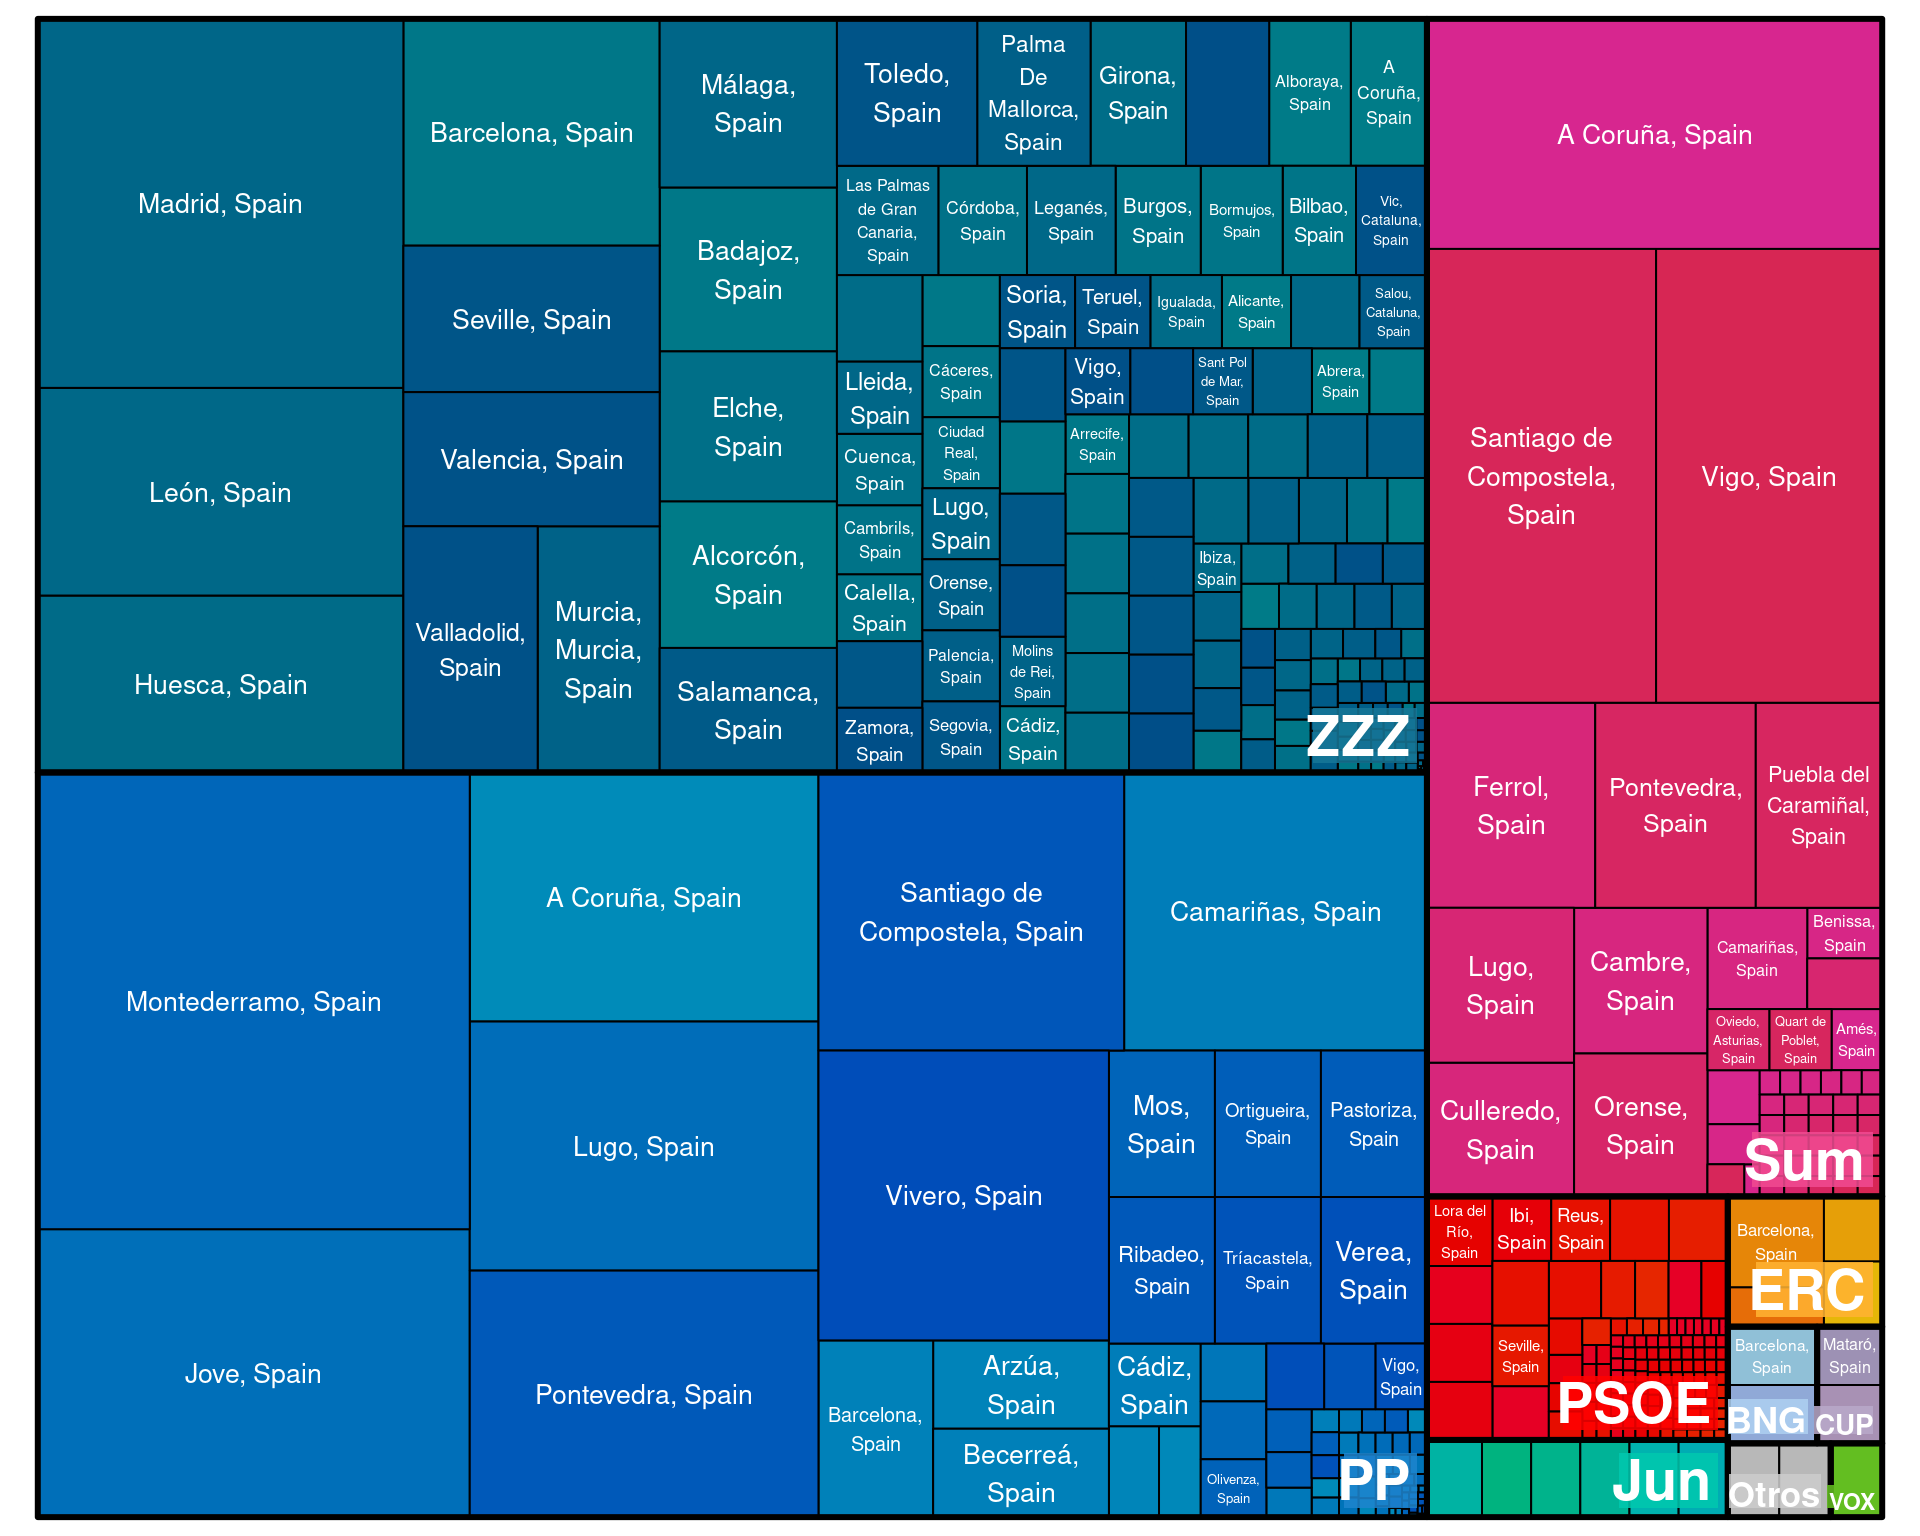 Madrid, Spain
León, Spain
Huesca, Spain
Barcelona, Spain
Seville, Spain
Valencia, Spain
Valladolid,
Spain
Murcia,
Murcia,
Spain
Málaga,
Spain
Badajoz,
Spain
Elche,
Spain
Alcorcón,
Spain
Salamanca,
Spain
Toledo,
Spain
Palma
De
Mallorca,
Spain
Girona,
Spain
Alboraya,
Spain
A
Coruña,
Spain
Las Palmas
de Gran
Canaria,
Spain
Córdoba,
Spain
Leganés,
Spain
Burgos,
Spain
Bormujos,
Spain
Bilbao,
Spain
Vic,
Cataluna,
Spain
Lleida,
Spain
Cuenca,
Spain
Cambrils,
Spain
Calella,
Spain
Zamora,
Spain
Cáceres,
Spain
Ciudad
Real,
Spain
Lugo,
Spain
Orense,
Spain
Palencia,
Spain
Segovia,
Spain
Soria,
Spain
Teruel,
Spain
Igualada,
Spain
Alicante,
Spain
Salou,
Cataluna,
Spain
Vigo,
Spain
Sant Pol
de Mar,
Spain
Abrera,
Spain
Arrecife,
Spain
Ibiza,
Spain
Molins
de Rei,
Spain
Cádiz,
Spain
ZZZ
Montederramo, Spain
Jove, Spain
A Coruña, Spain
Lugo, Spain
Pontevedra, Spain
Santiago de
Compostela, Spain
Camariñas, Spain
Vivero, Spain
Mos,
Spain
Ortigueira,
Spain
Pastoriza,
Spain
Ribadeo,
Spain
Tríacastela,
Spain
Verea,
Spain
Barcelona,
Spain
Arzúa,
Spain
Becerreá,
Spain
Cádiz,
Spain
Vigo,
Spain
Olivenza,
Spain
PP
A Coruña, Spain
Santiago de
Compostela,
Spain
Vigo, Spain
Ferrol,
Spain
Pontevedra,
Spain
Puebla del
Caramiñal,
Spain
Lugo,
Spain
Cambre,
Spain
Camariñas,
Spain
Benissa,
Spain
Oviedo,
Asturias,
Spain
Quart de
Poblet,
Spain
Amés,
Spain
Culleredo,
Spain
Orense,
Spain
Sum
Lora del
Río,
Spain
Ibi,
Spain
Reus,
Spain
Seville,
Spain
PSOE
Barcelona,
Spain
ERC
Barcelona,
Spain
BNG
Mataró,
Spain
CUP
Jun
Otros
VOX